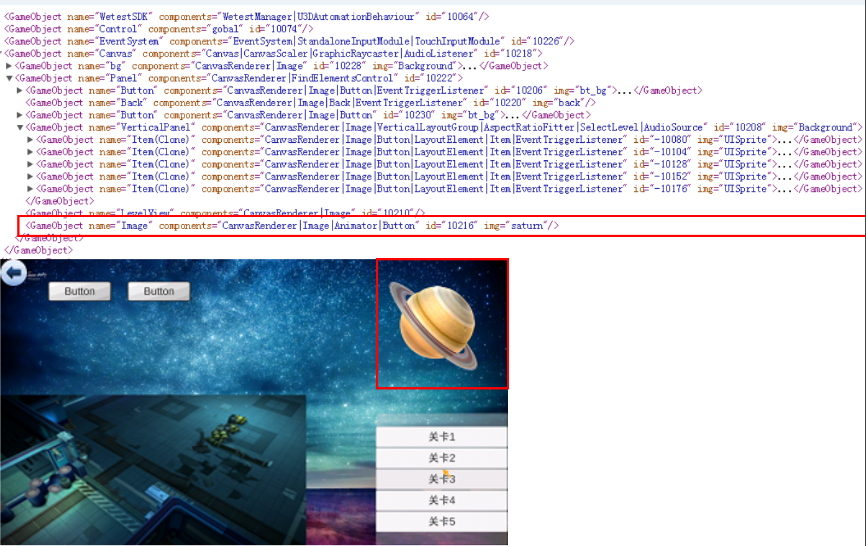 <GameObject name="WetestSDK" components="WetestManager|U3DAutomationBehaviour" id="10064"/>
<GameObject name="Control" components="gobal" id="10074"/>
<GameObject name="EventSystem" components="EventSystem|StandaloneInputModule|TouchInputModule" id="10226"/>
<GameObject name="Canvas" components="Canvas|CanvasScaler|GraphicRaycaster|AudioListener" id="10218">
<GameObject name="bg" components="CanvasRenderer|Image" id="10228" img="Background">...</GameObject>
<GameObject name="Panel" components="CanvasRenderer|FindElementsControl" id="10222">
<GameObject name="Button" components="CanvasRenderer|Image|Button|EventTriggerListener" id="10206" img="bt_bg">...</GameObject>
<GameObject name="Back" components="CanvasRenderer|Image|Back|EventTriggerListener" id="10220" img="back"/>
<GameObject name="Button" components="CanvasRenderer|Image|Button" id="10230" img="bt_bg">...</GameObject>
<GameObject name="VerticalPanel" components="CanvasRenderer|Image|VerticalLayoutGroup|AspectRatioFitter|SelectLevel|AudioSource" id="10208" img="Background">
<GameObject name="Item(Clone)" components="CanvasRenderer|Image|Button|LayoutElement|Item|EventTriggerListener" id="-10080" img="UISprite">...</GameObject>
<GameObject name="Item(Clone)" components="CanvasRenderer|Image|Button|LayoutElement|Item|EventTriggerListener" id="-10104" img="UISprite">...</GameObject>
<GameObject name="Item(Clone)" components="CanvasRenderer|Image|Button|LayoutElement|Item|EventTriggerListener" id="-10128" img="UISprite">...</GameObject>
<GameObject name="Item(Clone)" components="CanvasRenderer|Image|Button|LayoutElement|Item|EventTriggerListener" id="-10152" img="UISprite">...</GameObject>
<GameObject name="Item(Clone)" components="CanvasRenderer|Image|Button|LayoutElement|Item|EventTriggerListener" id="-10176" img="UISprite">...</GameObject>
</GameObject>
<GameObject name="LevelView" components="CanvasRenderer|Image" id="10210"/>
<GameObject name="Image" components="CanvasRenderer|Image|Animator|Button" id="10216" img="saturn"/>
</GameObject>
</GameObject>
Button
Button
关卡1
关卡2
关卡3
关卡4
关卡5